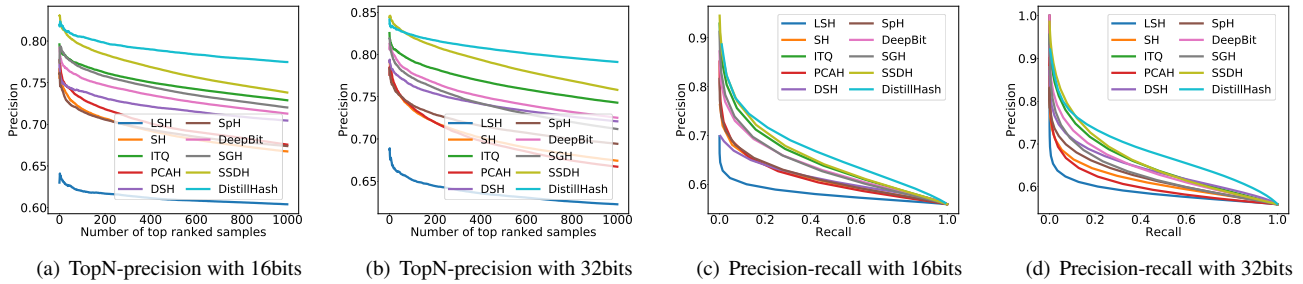 0.80
0.75
0.70
0.65
0.60
Precision
0 200 400 600 800 1000
Number of top ranked samples
LSH
SH
ITQ
PCAH
DSH
SpH
DeepBit
SGH
SSDH
DistillHash
(a) TopN-precision with 16bits
0.85
0.80
0.75
0.70
0.65
Precision
0 200 400 600 800 1000
Number of top ranked samples
LSH
SH
ITQ
PCAH
DSH
SpH
DeepBit
SGH
SSDH
DistillHash
(b) TopN-precision with 32bits
0.9
0.8
0.7
0.6
Precision
0.0 0.2 0.4 0.6 0.8 1.0
Recall
LSH
SH
ITQ
PCAH
DSH
SpH
DeepBit
SGH
SSDH
DistillHash
(c) Precision-recall with 16bits
1.0
0.9
0.8
0.7
0.6
Precision
0.0 0.2 0.4 0.6 0.8 1.0
Recall
LSH
SH
ITQ
PCAH
DSH
SpH
DeepBit
SGH
SSDH
DistillHash
(d) Precision-recall with 32bits